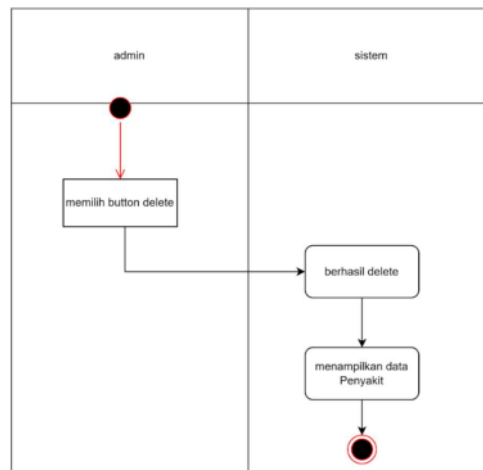 admin
sistem
memilih button delete
berhasil delete
menampilkan data
Penyakit